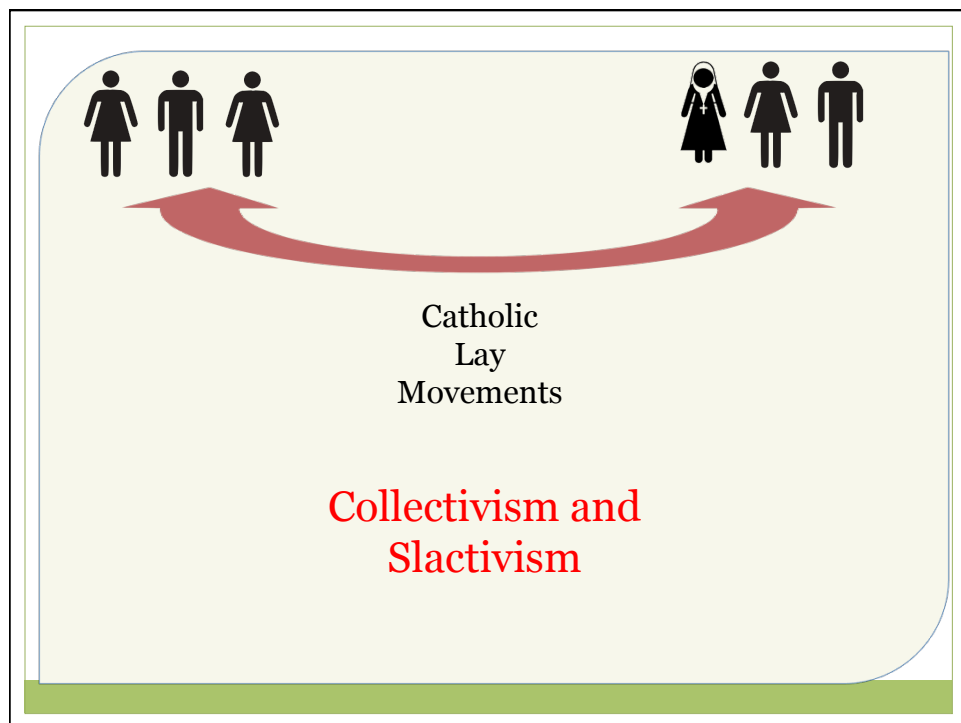 Catholic
Lay
Movements
Collectivism and
Slactivism